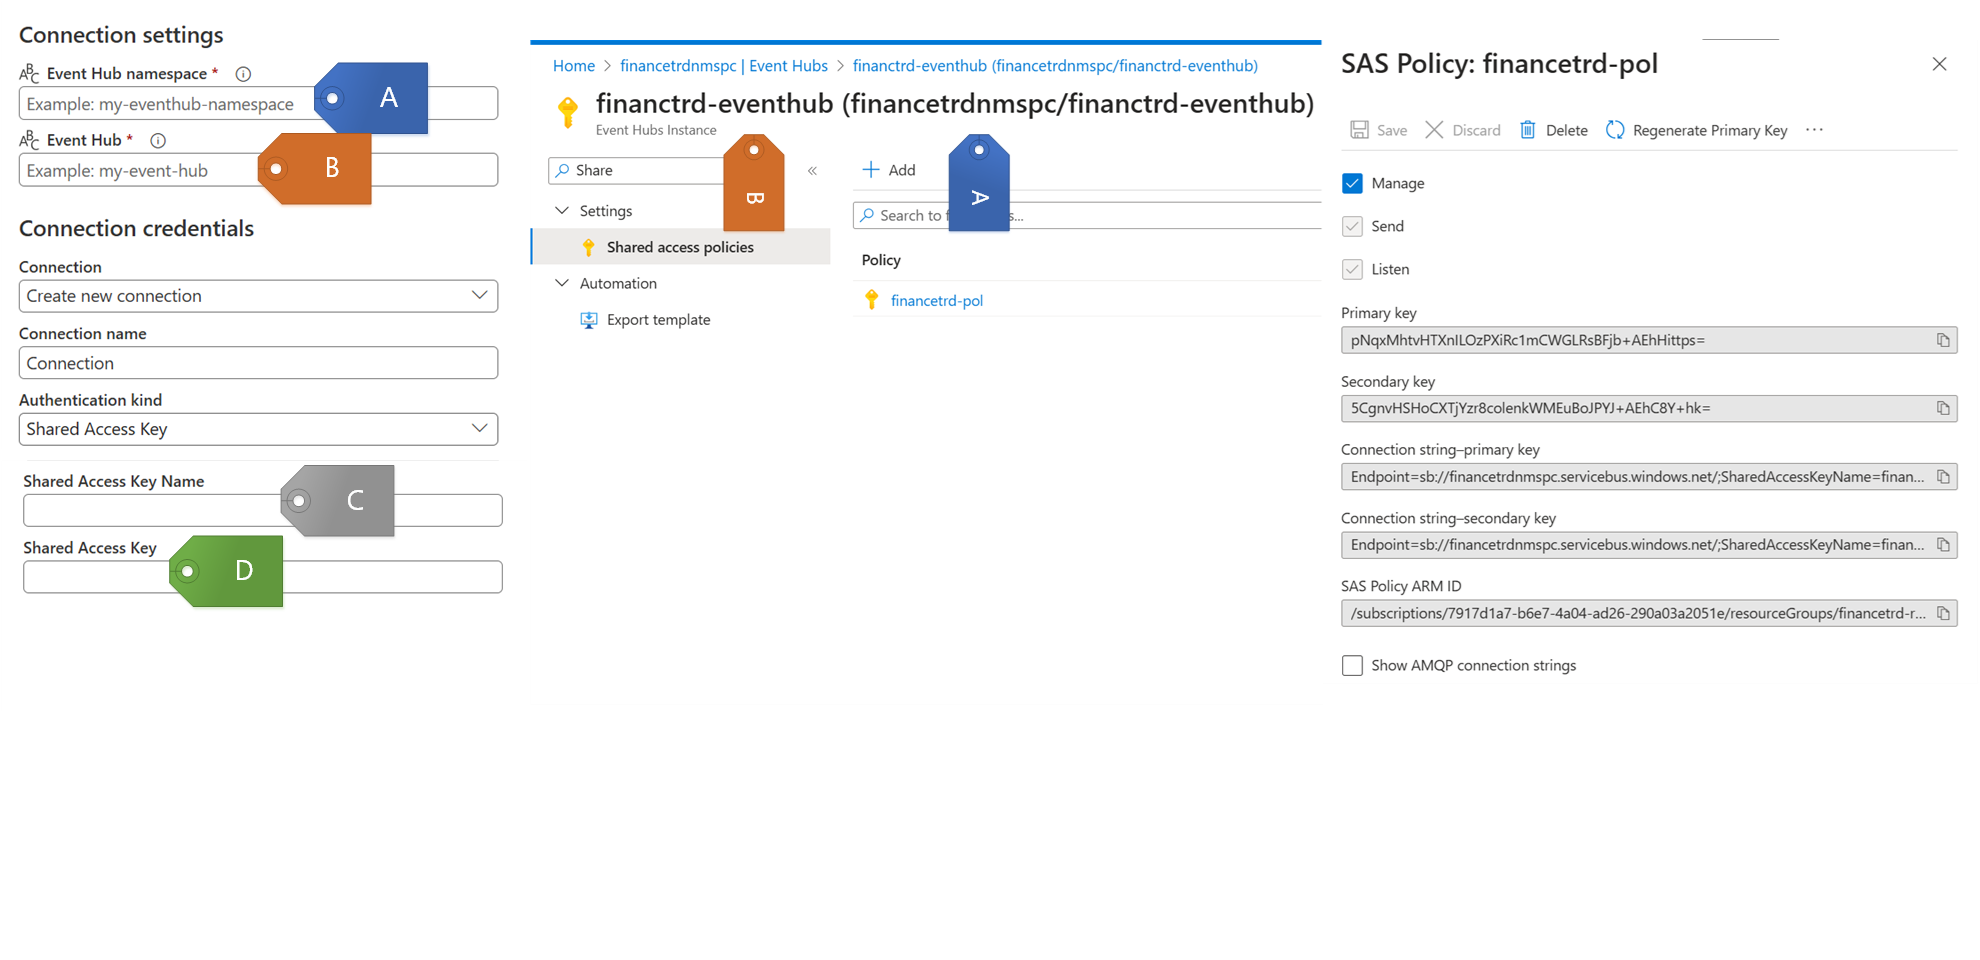 Connection settings
Event Hub namespace *
Example: my-eventhub-namespace
A
Event Hub *
Example: my-event-hub
B
Connection credentials
Connection
Create new connection
Connection name
Connection
Authentication kind
Shared Access Key
Shared Access Key Name
C
Shared Access Key
D
Home > financetrdnmspc | Event Hubs > financtrd-eventhub (financetrdnmspc/financtrd-eventhub)
financtrd-eventhub (financetrdnmspc/financtrd-eventhub)
Event Hubs Instance
B
A
Share
«
Settings
Shared access policies
Automation
Export template
+ Add
Search to f s...
Policy
financetrd-pol
SAS Policy: financetrd-pol
Save
Discard
Delete
Regenerate Primary Key
...
Manage
Send
Listen
Primary key
pNqxMhtvHTXnILOzPXiRc1mCWGLRsBFjb+AEhHittps=
Secondary key
5CgnvHSHoCXTjYzr8colenkWMEuBoJPYJ+AEhC8Y+hk=
Connection string–primary key
Endpoint=sb://financetrdnmspc.servicebus.windows.net/;SharedAccessKeyName=finan...
Connection string–secondary key
Endpoint=sb://financetrdnmspc.servicebus.windows.net/;SharedAccessKeyName=finan...
SAS Policy ARM ID
/subscriptions/7917d1a7-b6e7-4a04-ad26-290a03a2051e/resourceGroups/financetrd-r...
Show AMQP connection strings